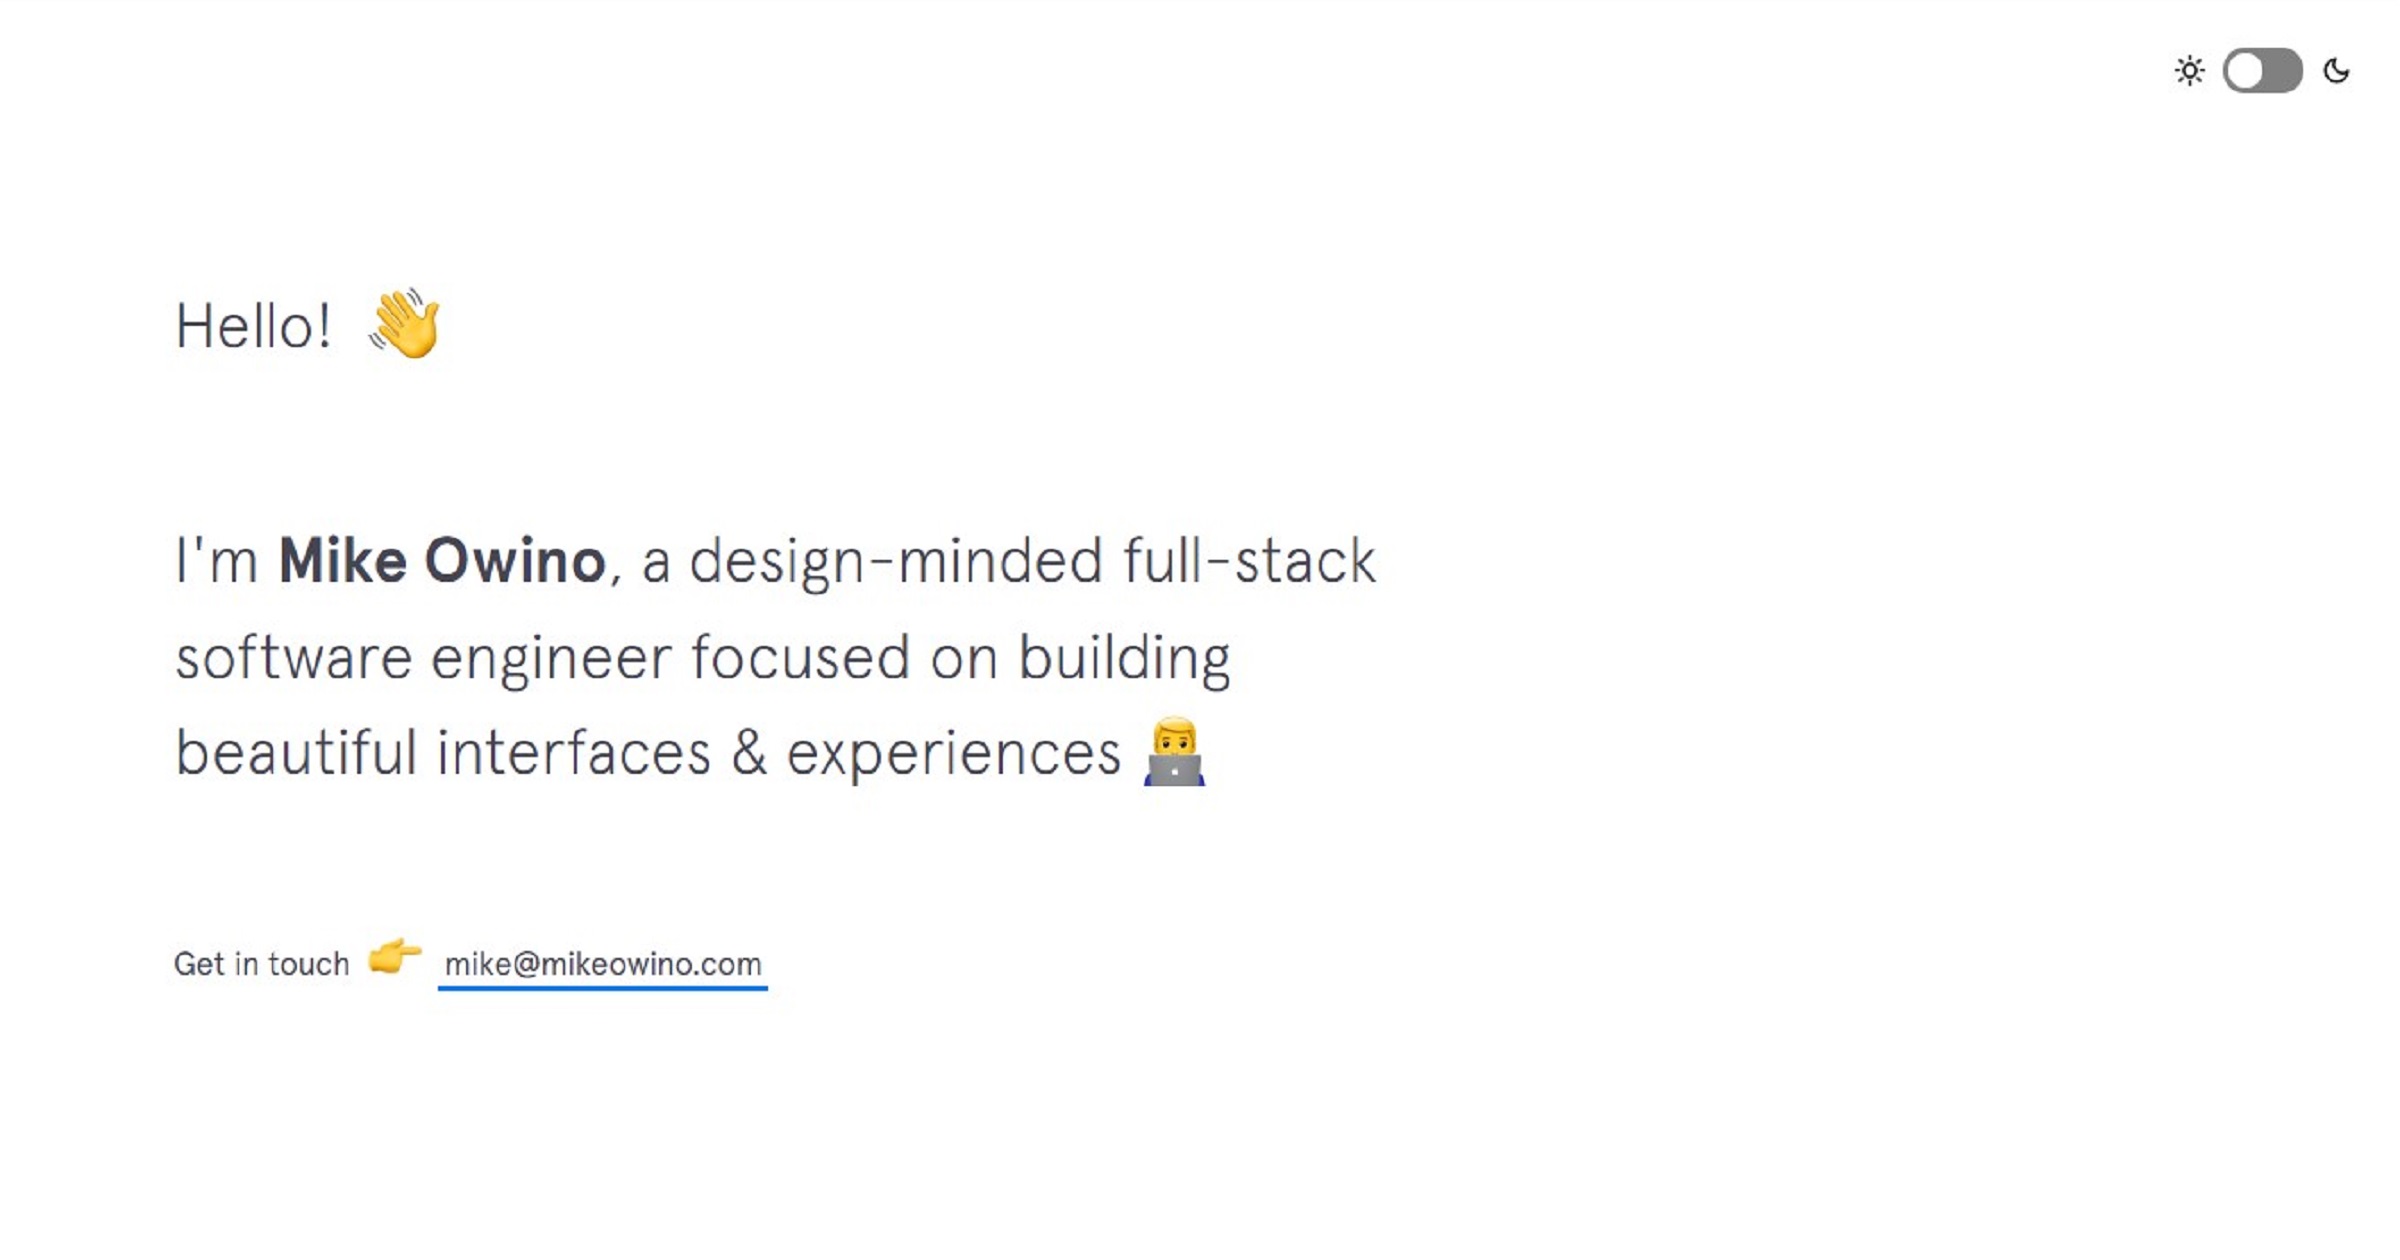 Hello! 👋
I'm Mike Owino, a design-minded full-stack
software engineer focused on building
beautiful interfaces & experiences 👨‍💻
Get in touch 👉 mike@mikeowino.com